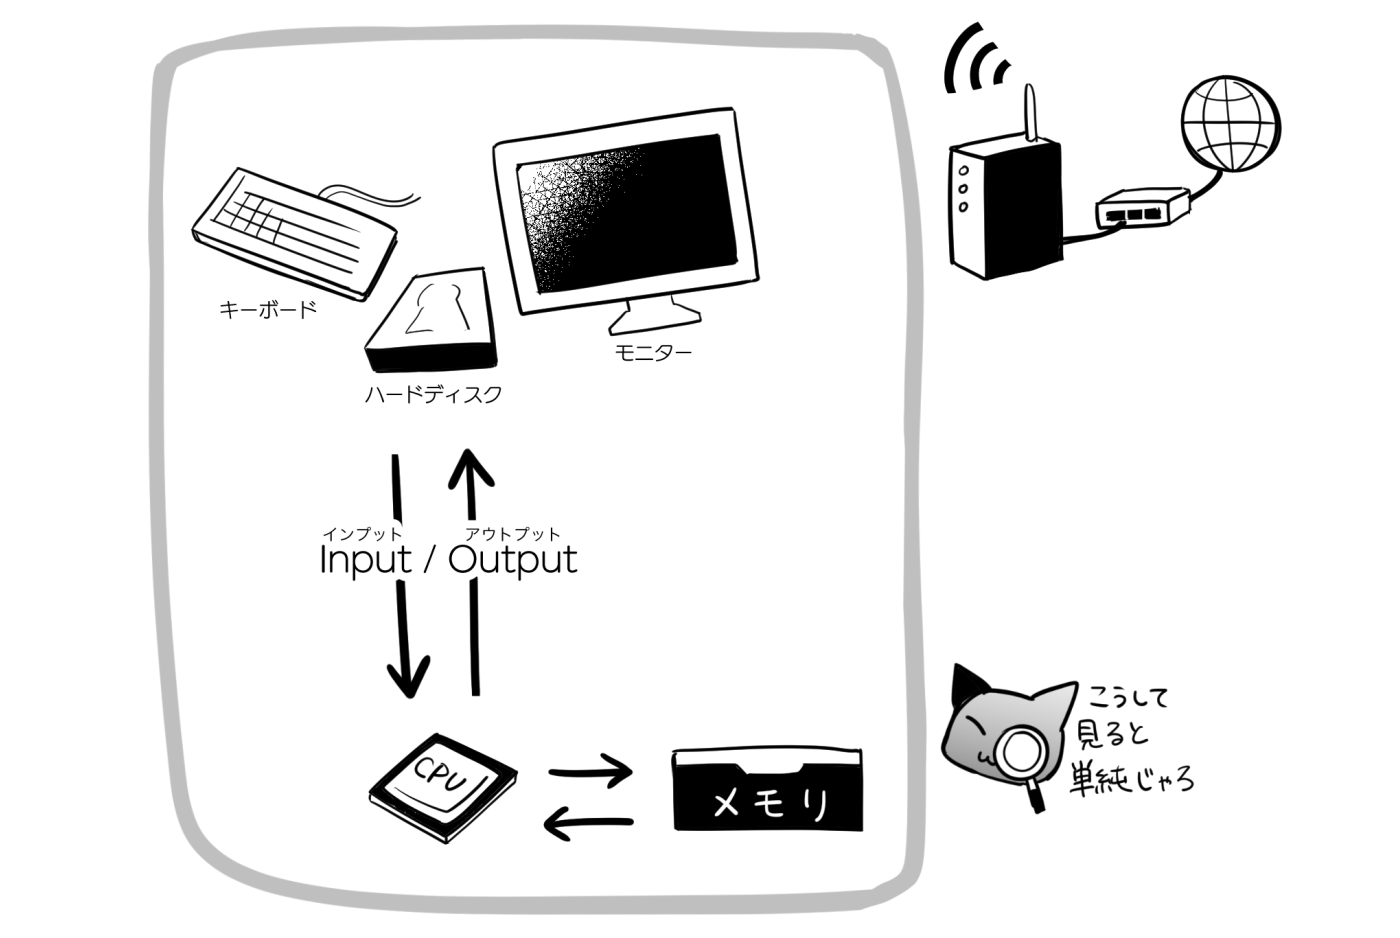 キーボード
ハードディスク
モニター
インプット アウトプット
Input / Output
CPU
メモリ
こうして
見ると
単純じゃろ